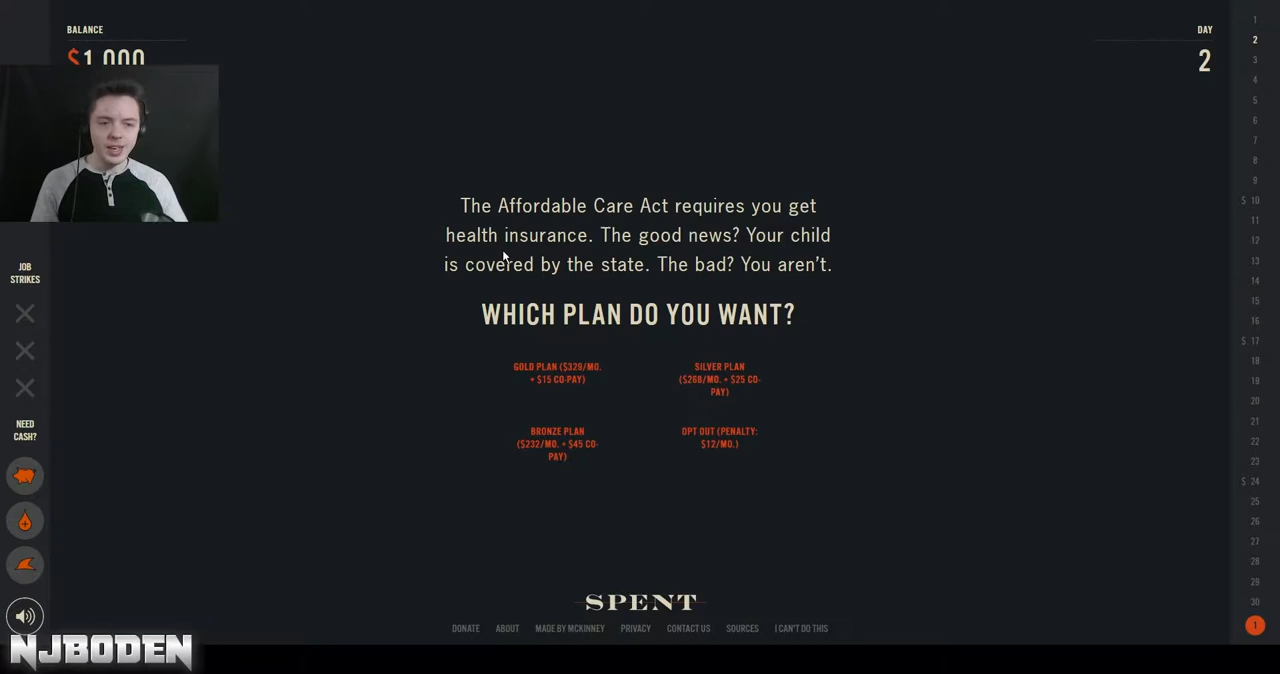 BALANCE
DAY
$1,000
2
The Affordable Care Act requires you get
health insurance. The good news? Your child
is covered by the state. The bad? You aren't.
WHICH PLAN DO YOU WANT?
GOLD PLAN ($329/MO.
+ $15 CO-PAY)
SILVER PLAN
($268/MO. + $25 CO-
PAY)
BRONZE PLAN
($232/MO. + $45 CO-
PAY)
OPT OUT (PENALTY:
$12/MO.)
JOB
STRIKES
NEED
CASH?
SPENT
DONATE ABOUT MADE BY MCKINNEY PRIVACY CONTACT US SOURCES I CAN'T DO THIS
NJBODEN
1
2
3
4
5
6
7
8
9
$ 10
11
12
13
14
15
16
$ 17
18
19
20
21
22
23
$ 24
25
26
27
28
29
30
1